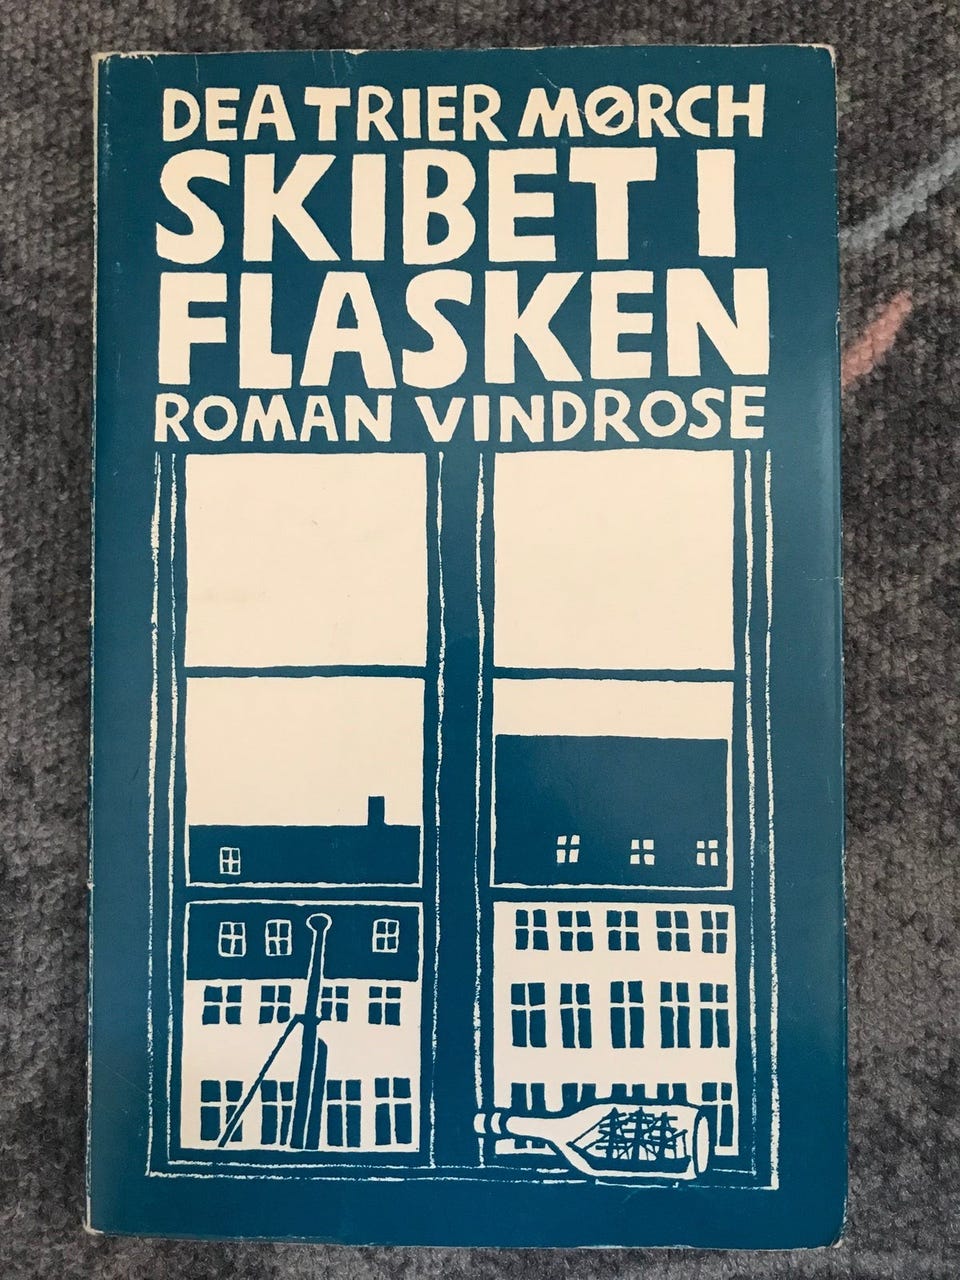 DEA TRIER MØRCH
SKIBET I
FLASKEN
ROMAN VINDROSE